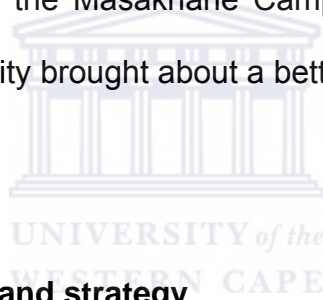 the Masakhane Camp
ity brought about a bett
UNIVERSITY of the
WESTERN CAPE
and strategy